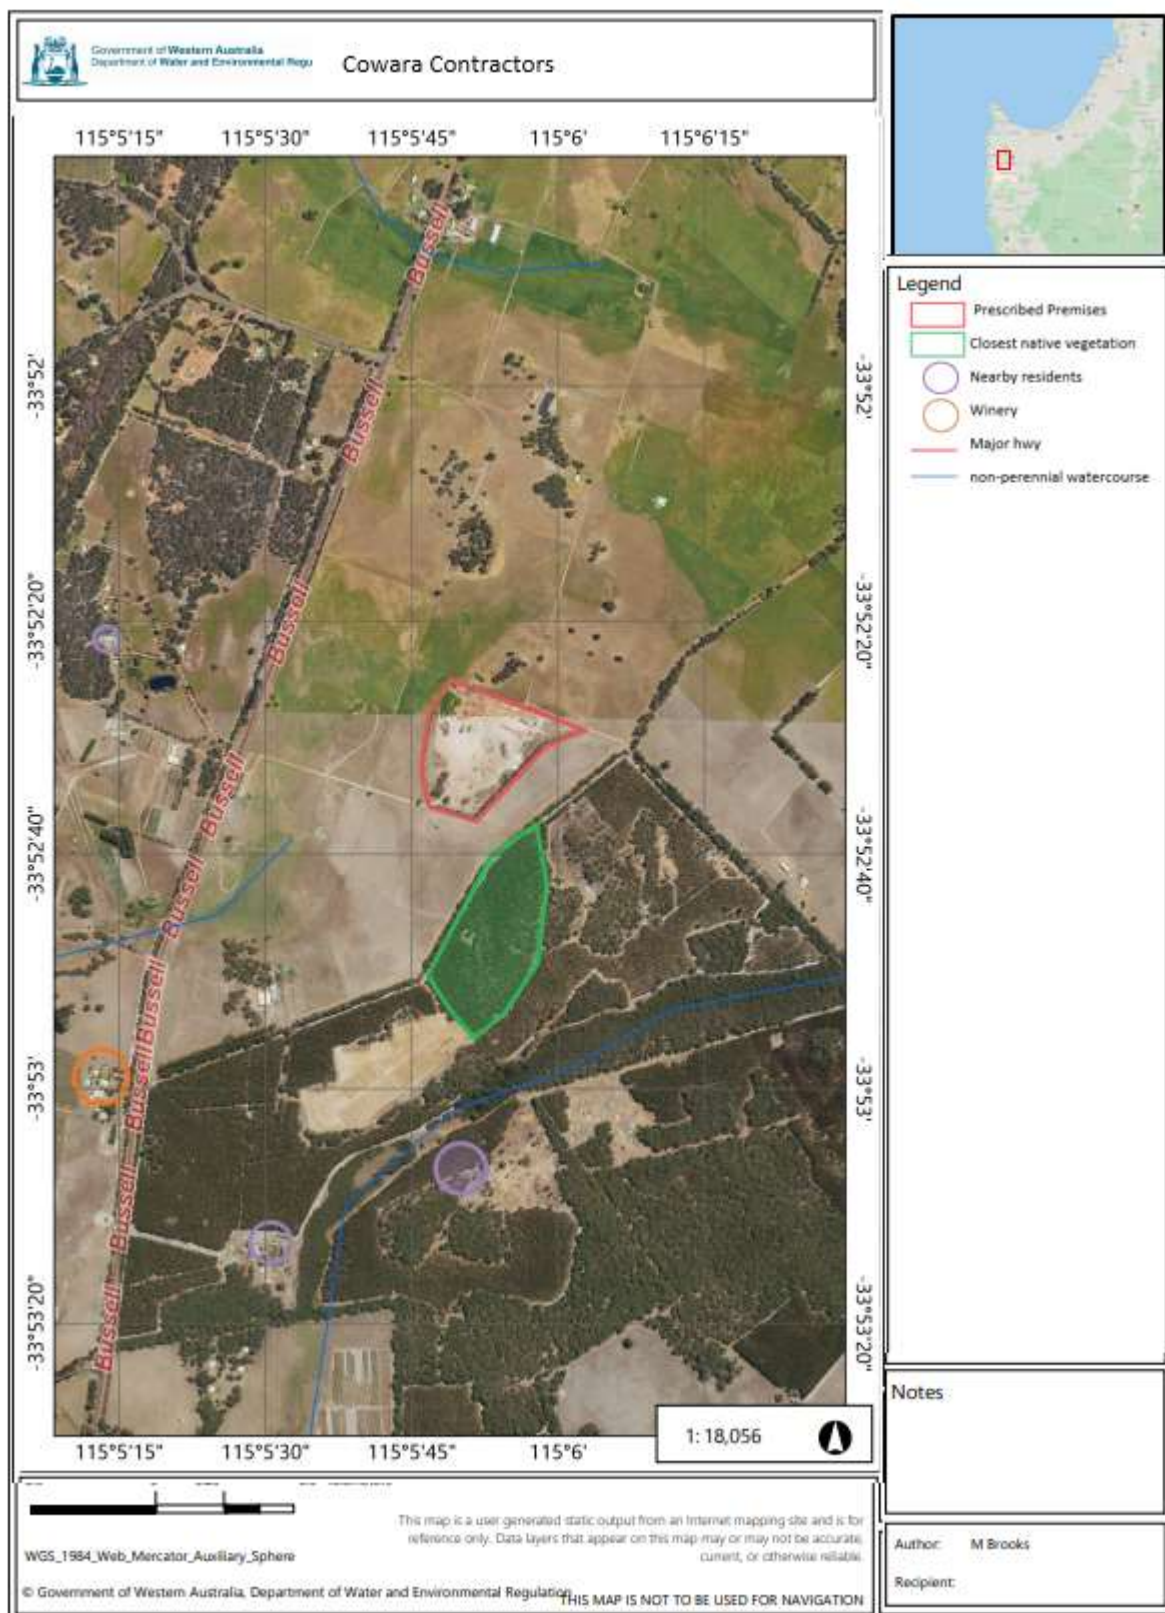 Government of Western Australia
Department of Water and Environmental Regu
Cowara Contractors
115°5'15" 115°5'30" 115°5'45" 115°6' 115°6'15"
-33°52' -33°52'
-33°52'20" -33°52'20"
-33°52'40" -33°52'40"
-33°53' -33°53'
-33°53'20" -33°53'20"
Bussell
Bussell
Bussell
Bussell
Bussell
Bussell
Bussell
Bussell
Bussell
115°5'15" 115°5'30" 115°5'45" 115°6'
1: 18,056
Legend
Prescribed Premises
Closest native vegetation
Nearby residents
Winery
Major hwy
non-perennial watercourse
Notes
This map is a user generated static output from an Internet mapping site and is for
reference only. Data layers that appear on this map may or may not be accurate,
current, or otherwise reliable.
WGS_1984_Web_Mercator_Auxiliary_Sphere
© Government of Western Australia, Department of Water and Environmental Regulation
THIS MAP IS NOT TO BE USED FOR NAVIGATION
Author: M Brooks
Recipient: